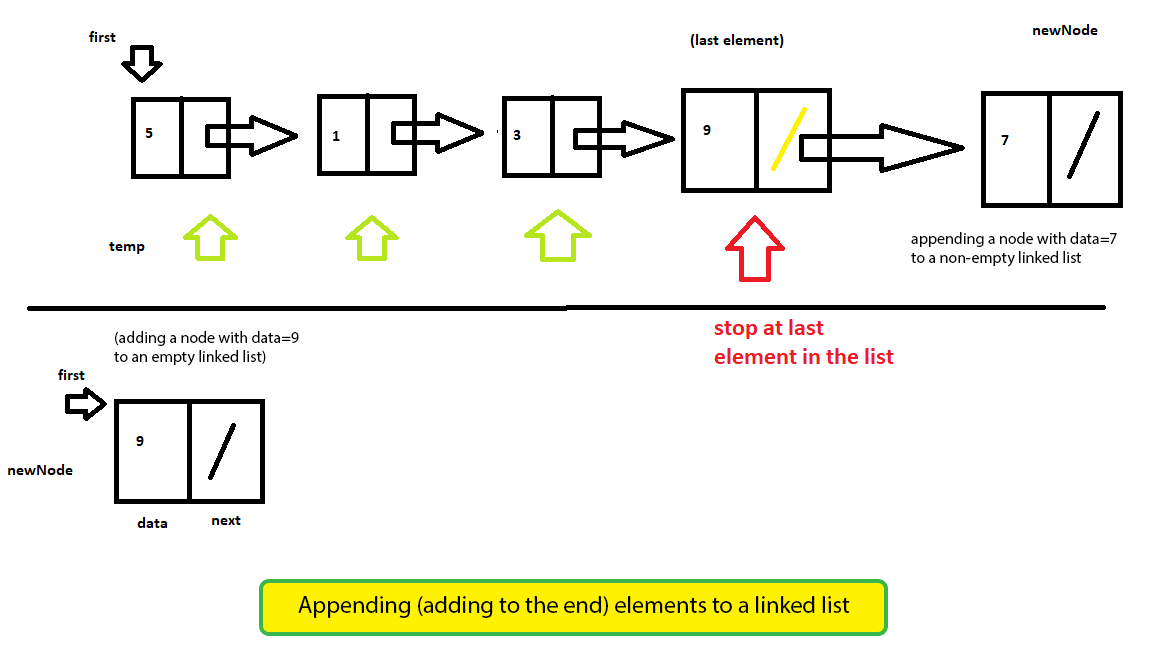 first
(last element)
newNode
5
1
3
9
7
temp
appending a node with data=7
to a non-empty linked list
stop at last
element in the list
(adding a node with data=9
to an empty linked list)
first
9
newNode
data
next
Appending (adding to the end) elements to a linked list